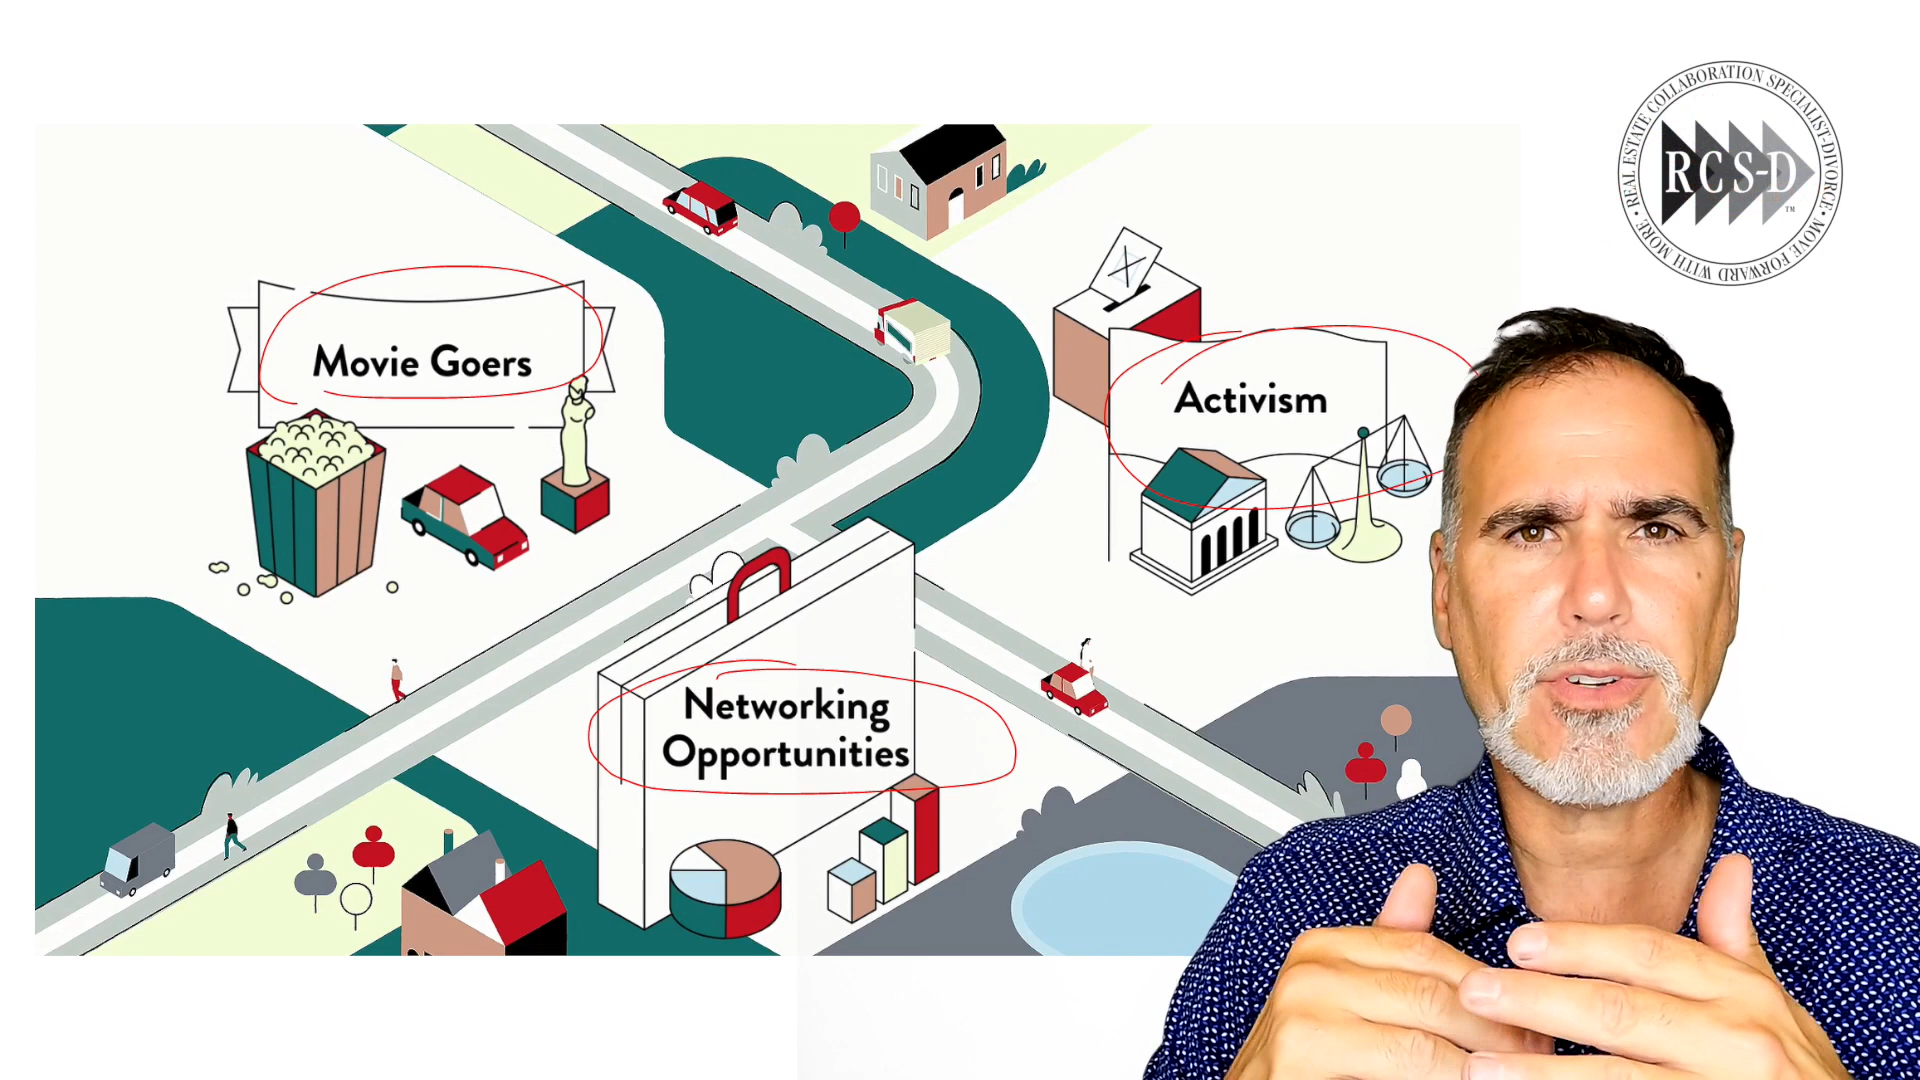 REAL ESTATE COLLABORATION SPECIALIST-DIVORCE • MOVE FORWARD WITH MORE •
RCS-D
TM
Movie Goers
Activism
Networking
Opportunities